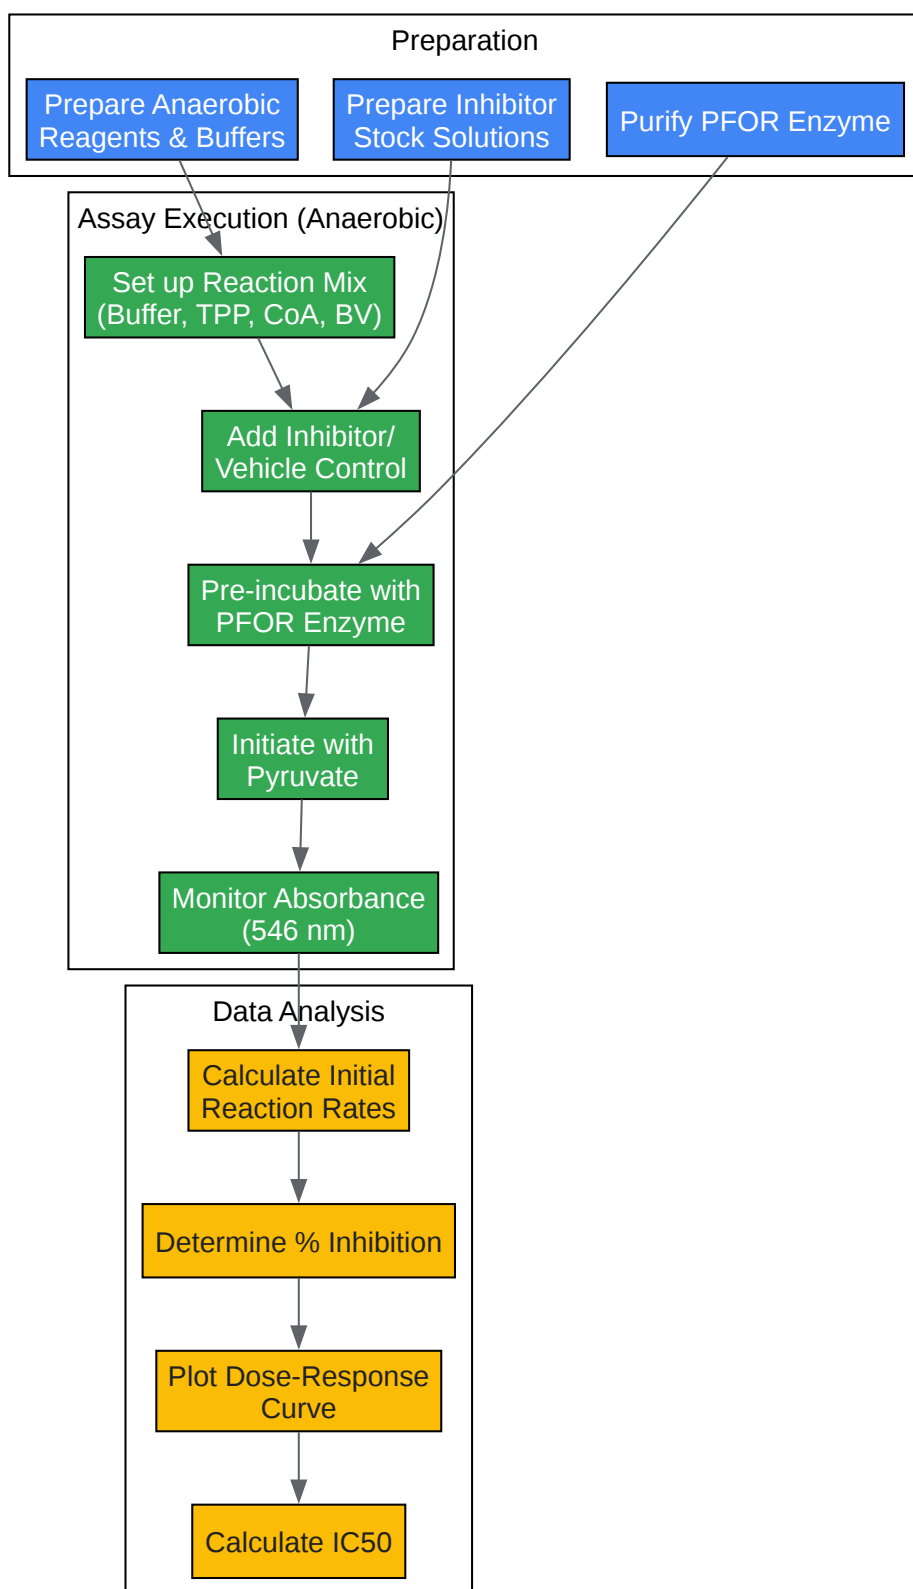 Preparation
Prepare Anaerobic
Reagents & Buffers
Prepare Inhibitor
Stock Solutions
Purify PFOR Enzyme
Assay Execution (Anaerobic)
Set up Reaction Mix
(Buffer, TPP, CoA, BV)
Add Inhibitor/
Vehicle Control
Pre-incubate with
PFOR Enzyme
Initiate with
Pyruvate
Monitor Absorbance
(546 nm)
Data Analysis
Calculate Initial
Reaction Rates
Determine % Inhibition
Plot Dose-Response
Curve
Calculate IC50